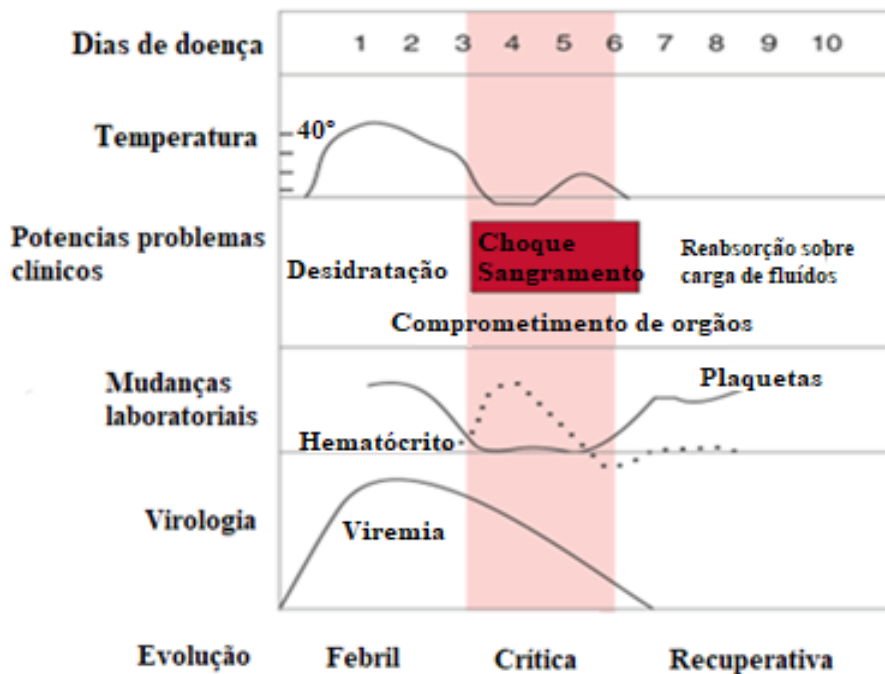 Dias de doença 1 2 3 4 5 6 7 8 9 10
Temperatura 40°
Potencias problemas
clínicos
Desidratação
Choque
Sangramento
Reabsorção sobre
carga de fluídos
Comprometimento de orgãos
Mudanças
laboratoriais
Plaquetas
Hematócrito
Virologia
Viremia
Evolução Febril Crítica Recuperativa